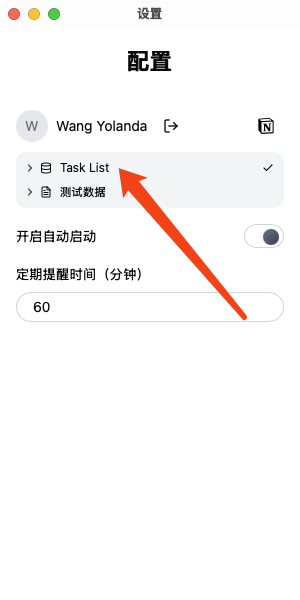 设置
配置
W
Wang Yolanda
N
Task List
测试数据
开启自动启动
定期提醒时间（分钟）
60